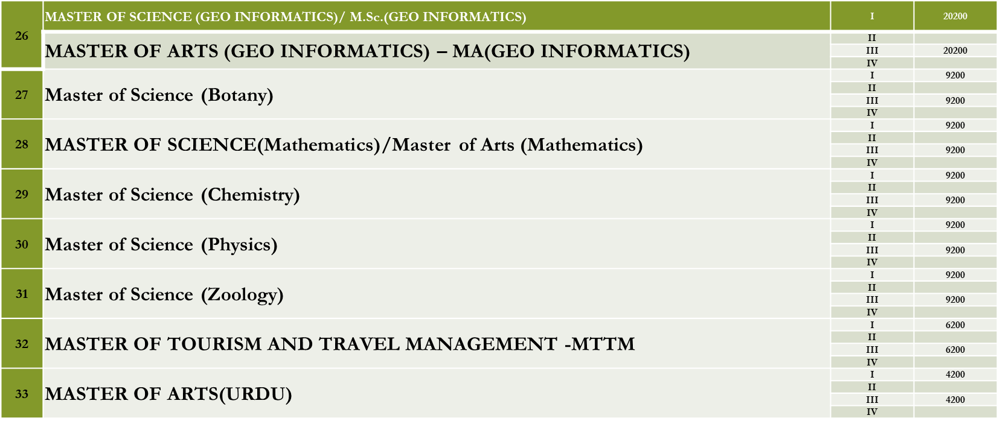 26 MASTER OF SCIENCE (GEO INFORMATICS)/ M.Sc.(GEO INFORMATICS) I 20200
II
MASTER OF ARTS (GEO INFORMATICS) – MA(GEO INFORMATICS) III 20200
IV
I 9200
II
27 Master of Science (Botany)
III 9200
IV
I 9200
II
28 MASTER OF SCIENCE(Mathematics)/Master of Arts (Mathematics)
III 9200
IV
I 9200
II
29 Master of Science (Chemistry)
III 9200
IV
I 9200
II
30 Master of Science (Physics)
III 9200
IV
I 9200
II
31 Master of Science (Zoology)
III 9200
IV
I 6200
II
32 MASTER OF TOURISM AND TRAVEL MANAGEMENT -MTTM
III 6200
IV
I 4200
II
33 MASTER OF ARTS(URDU)
III 4200
IV